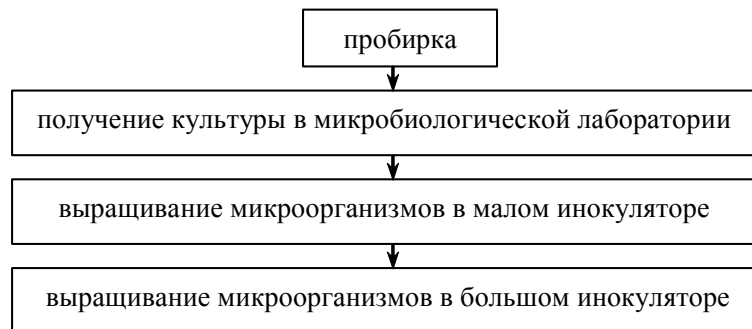 пробирка
получение культуры в микробиологической лаборатории
выращивание микроорганизмов в малом инокуляторе
выращивание микроорганизмов в большом инокуляторе